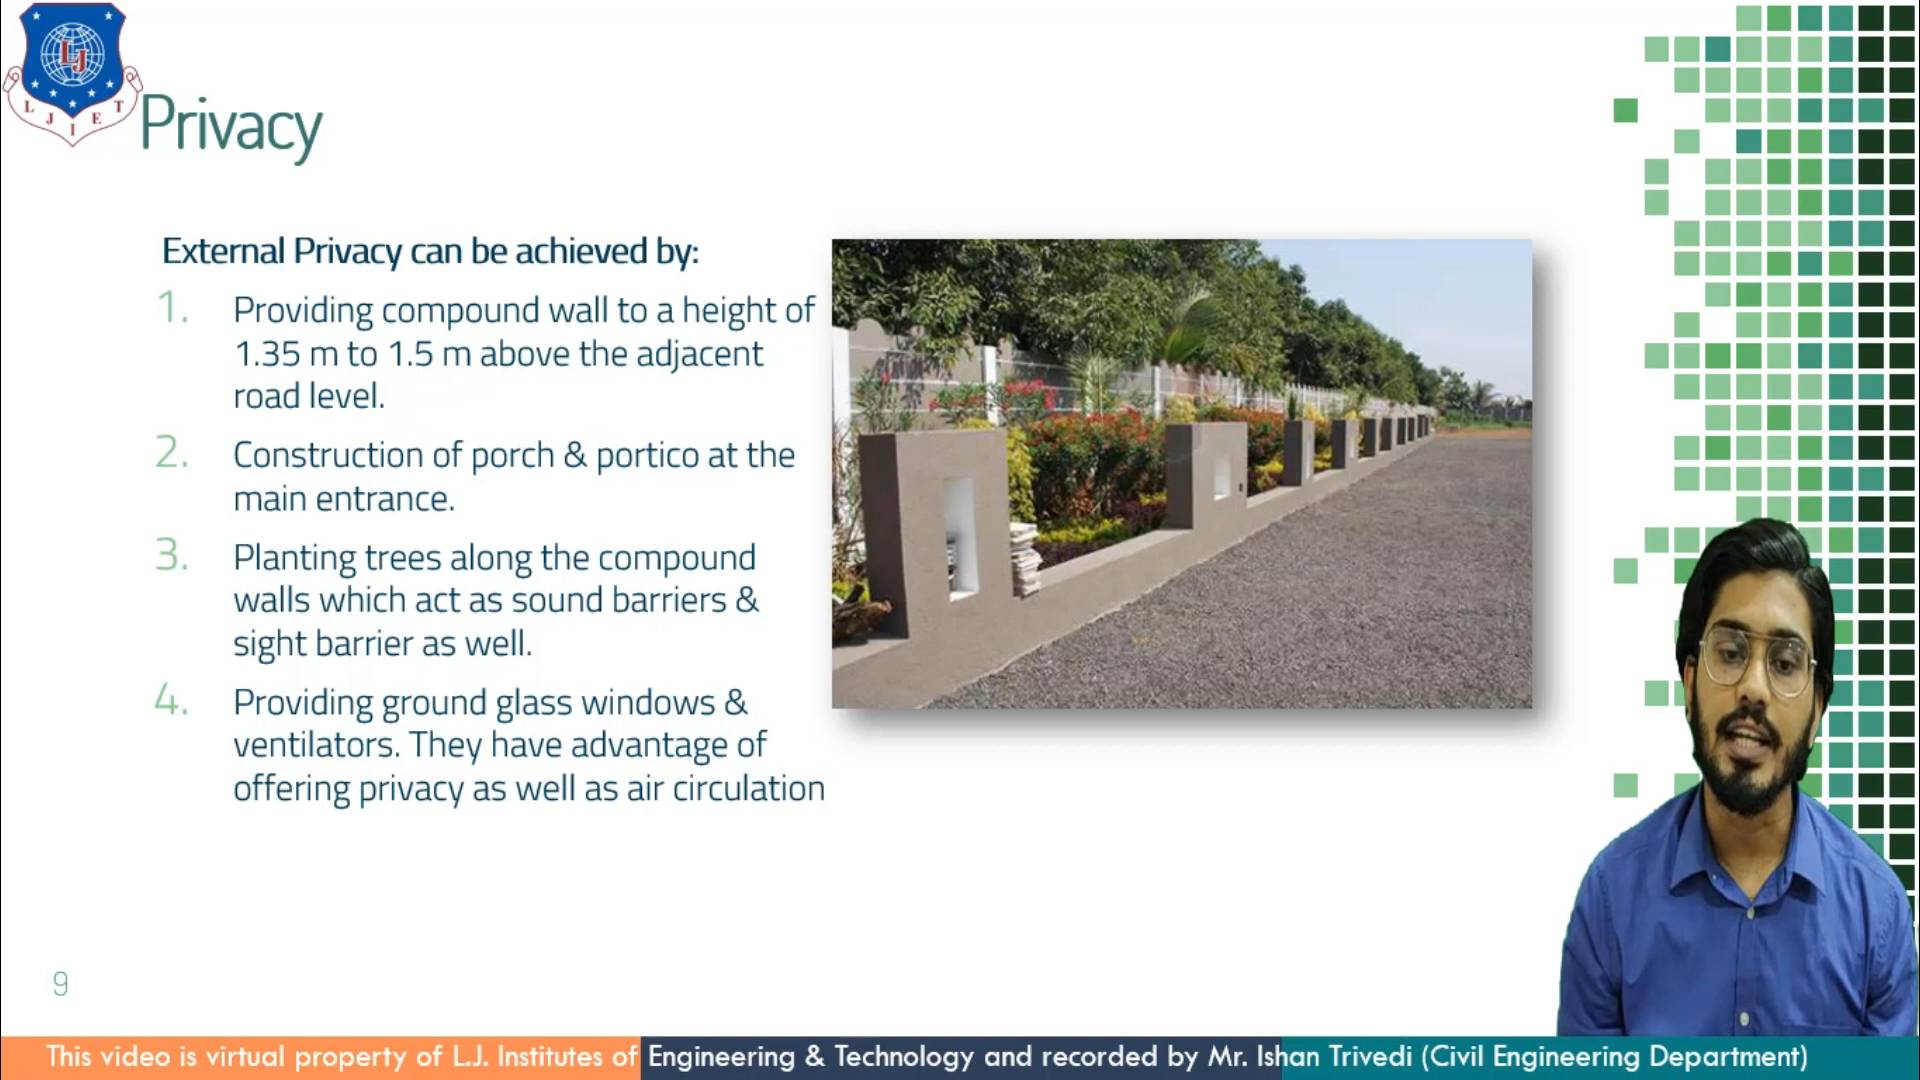 LJ
L J I E T
Privacy
External Privacy can be achieved by:
1. Providing compound wall to a height of
1.35 m to 1.5 m above the adjacent
road level.
2. Construction of porch & portico at the
main entrance.
3. Planting trees along the compound
walls which act as sound barriers &
sight barrier as well.
4. Providing ground glass windows &
ventilators. They have advantage of
offering privacy as well as air circulation
9
This video is virtual property of L.J. Institutes of Engineering & Technology and recorded by Mr. Ishan Trivedi (Civil Engineering Department)